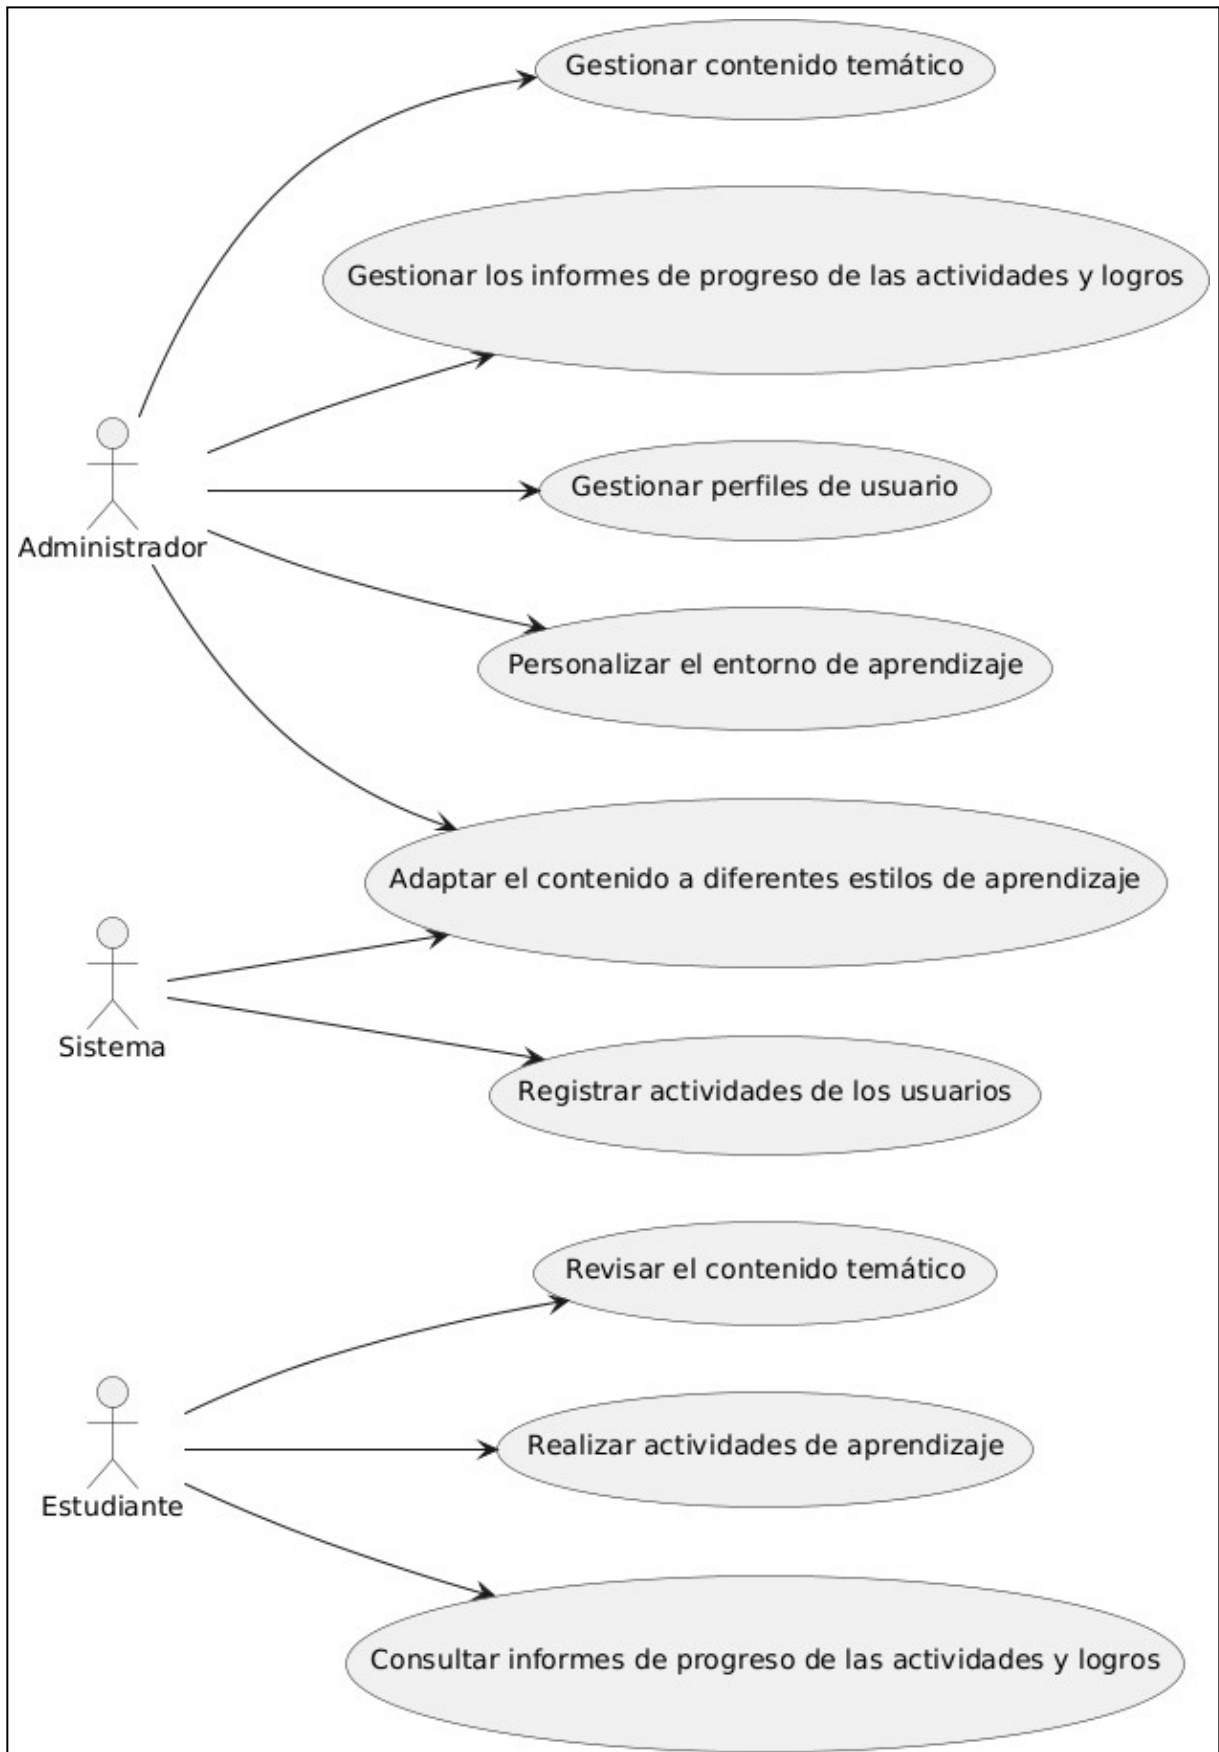 Gestionar contenido temático
Gestionar los informes de progreso de las actividades y logros
Gestionar perfiles de usuario
Administrador
Personalizar el entorno de aprendizaje
Adaptar el contenido a diferentes estilos de aprendizaje
Sistema
Registrar actividades de los usuarios
Revisar el contenido temático
Realizar actividades de aprendizaje
Estudiante
Consultar informes de progreso de las actividades y logros